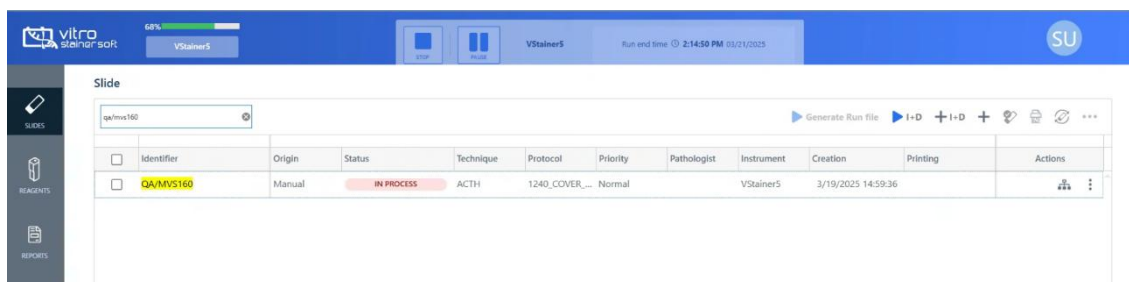 vitro
stainer soft
68%
VStainer5
STOP
PAUSE
VStainer5
Run end time 2:14:50 PM 03/21/2025
SU
SLIDES
REAGENTS
REPORTS
Slide
qa/mvs160
Generate Run file
I+D
I+D
Identifier Origin Status Technique Protocol Priority Pathologist Instrument Creation Printing Actions
QA/MVS160 Manual IN PROCESS ACTH 1240_COVER_... Normal VStainer5 3/19/2025 14:59:36